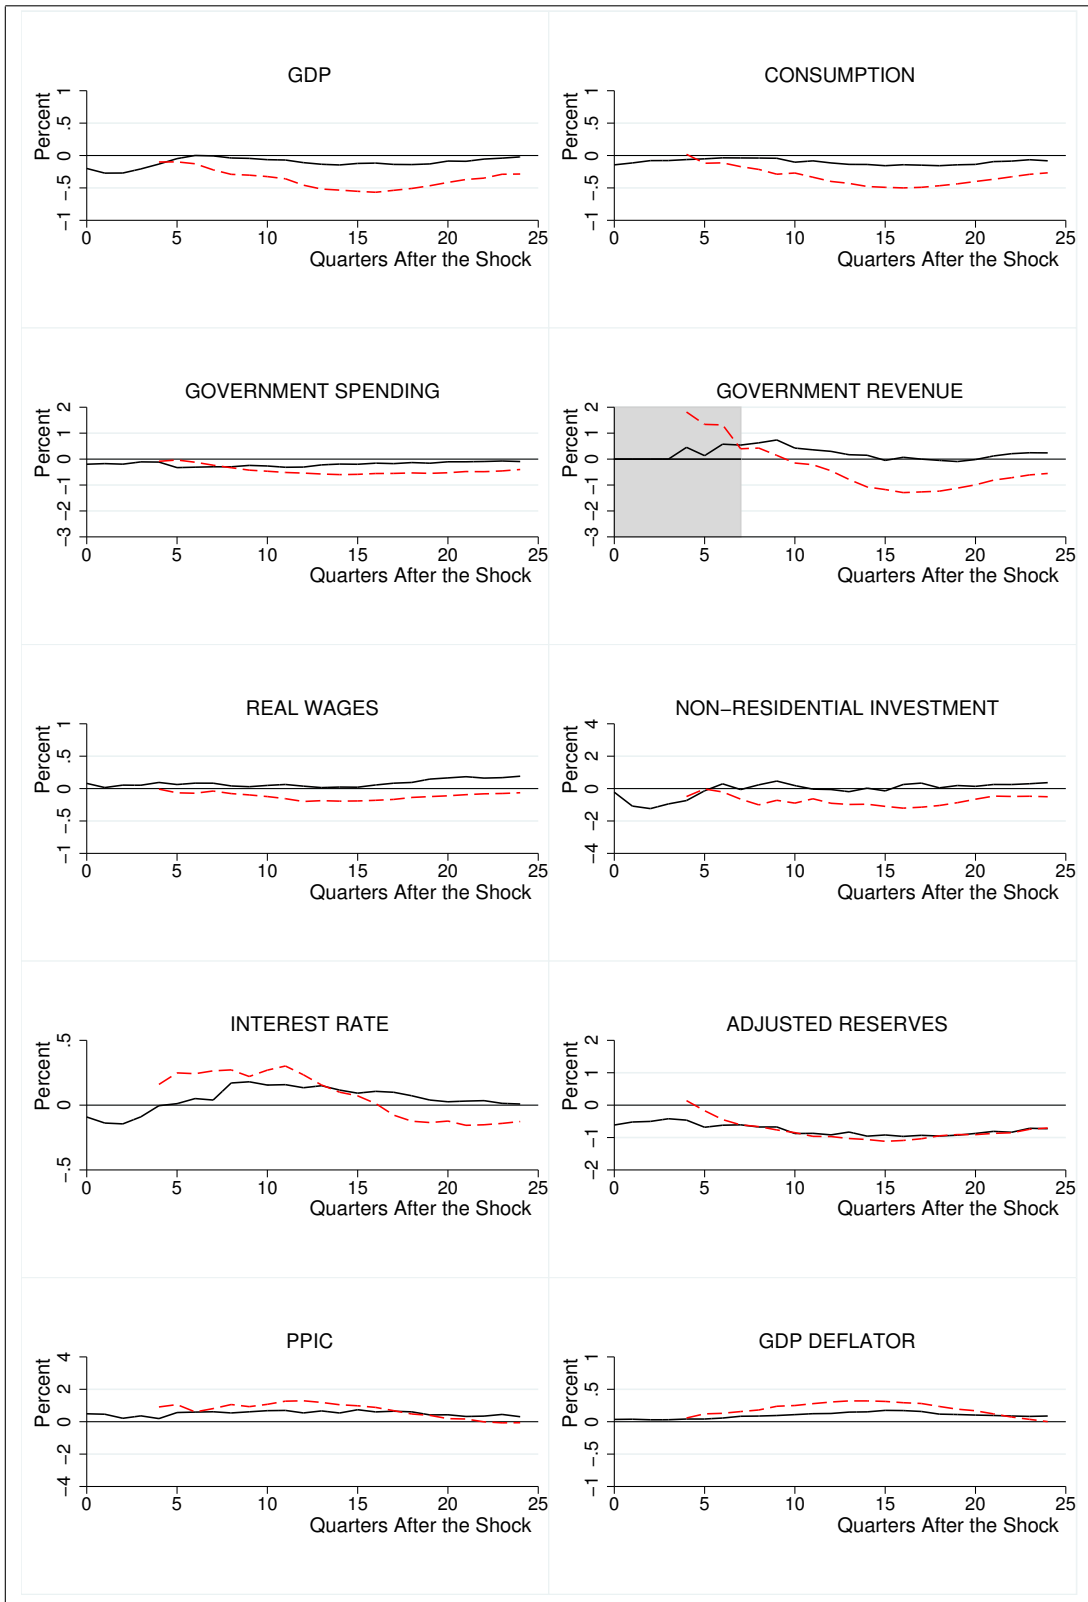 GDP
Percent
1
.5
0
−.5
−1
0 5 10 15 20 25
Quarters After the Shock
CONSUMPTION
Percent
1
.5
0
−.5
−1
0 5 10 15 20 25
Quarters After the Shock
GOVERNMENT SPENDING
Percent
2
1
0
−1
−2
−3
0 5 10 15 20 25
Quarters After the Shock
GOVERNMENT REVENUE
Percent
2
1
0
−1
−2
−3
0 5 10 15 20 25
Quarters After the Shock
REAL WAGES
Percent
1
.5
0
−.5
−1
0 5 10 15 20 25
Quarters After the Shock
NON−RESIDENTIAL INVESTMENT
Percent
4
2
0
−2
−4
0 5 10 15 20 25
Quarters After the Shock
INTEREST RATE
Percent
.5
0
−.5
0 5 10 15 20 25
Quarters After the Shock
ADJUSTED RESERVES
Percent
2
1
0
−1
−2
0 5 10 15 20 25
Quarters After the Shock
PPIC
Percent
4
2
0
−2
−4
0 5 10 15 20 25
Quarters After the Shock
GDP DEFLATOR
Percent
1
.5
0
−.5
−1
0 5 10 15 20 25
Quarters After the Shock